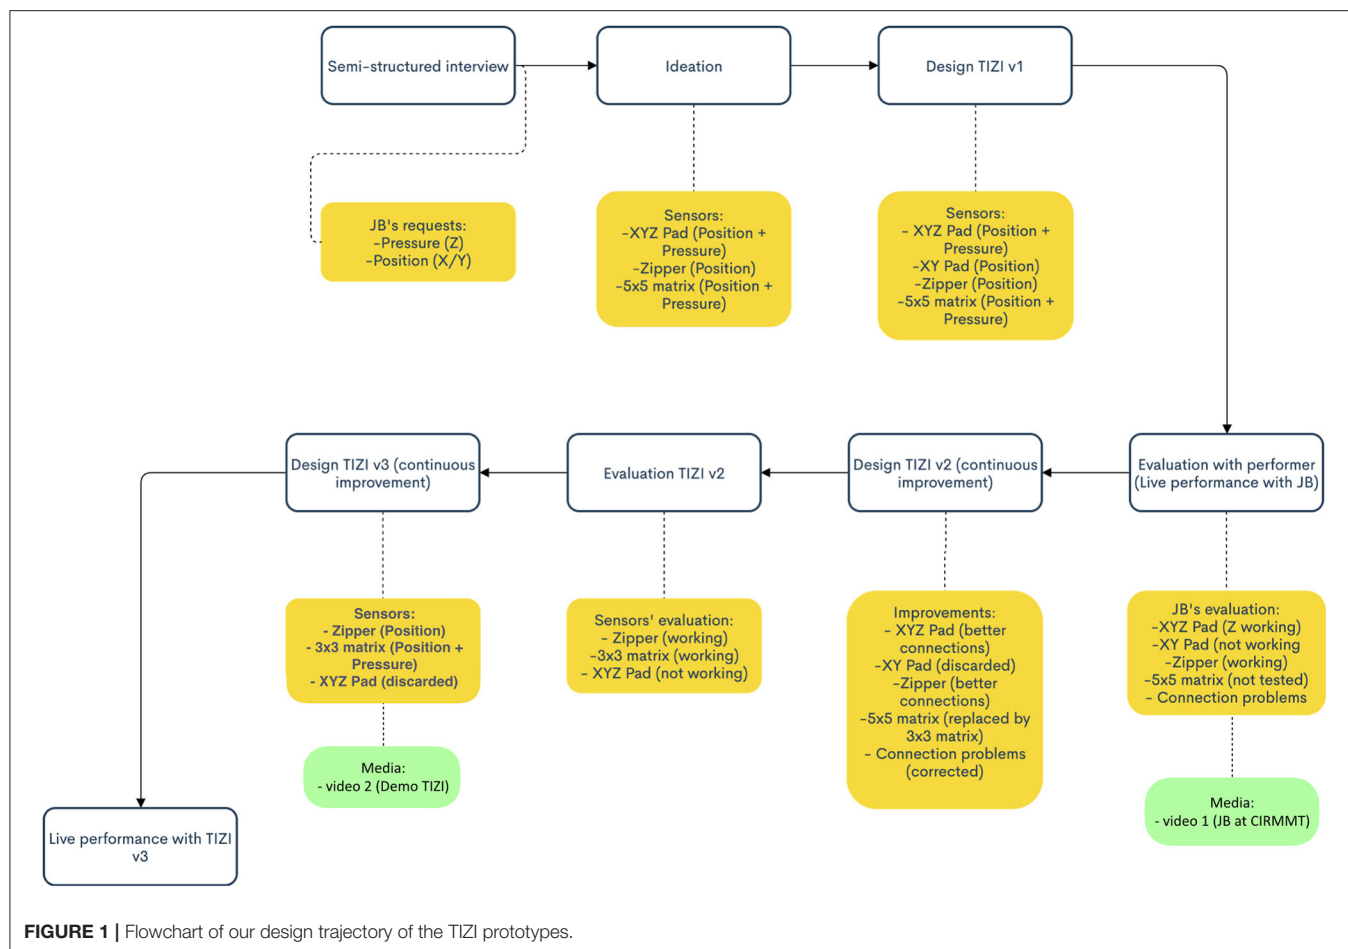 Semi-structured interview
Ideation
Design TIZI v1
JB's requests:
-Pressure (Z)
-Position (X/Y)
Sensors:
-XYZ Pad (Position +
Pressure)
-Zipper (Position)
-5x5 matrix (Position +
Pressure)
Sensors:
- XYZ Pad (Position +
Pressure)
-XY Pad (Position)
-Zipper (Position)
-5x5 matrix (Position +
Pressure)
Design TIZI v3 (continuous
improvement)
Evaluation TIZI v2
Design TIZI v2 (continuous
improvement)
Evaluation with performer
(Live performance with JB)
Sensors:
- Zipper (Position)
- 3x3 matrix (Position +
Pressure)
- XYZ Pad (discarded)
Sensors' evaluation:
- Zipper (working)
-3x3 matrix (working)
- XYZ Pad (not working)
Improvements:
- XYZ Pad (better
connections)
-XY Pad (discarded)
-Zipper (better
connections)
-5x5 matrix (replaced by
3x3 matrix)
- Connection problems
(corrected)
JB's evaluation:
-XYZ Pad (Z working)
-XY Pad (not working
-Zipper (working)
-5x5 matrix (not tested)
- Connection problems
Media:
- video 2 (Demo TIZI)
Media:
- video 1 (JB at CIRMMT)
Live performance with TIZI
v3
FIGURE 1 | Flowchart of our design trajectory of the TIZI prototypes.